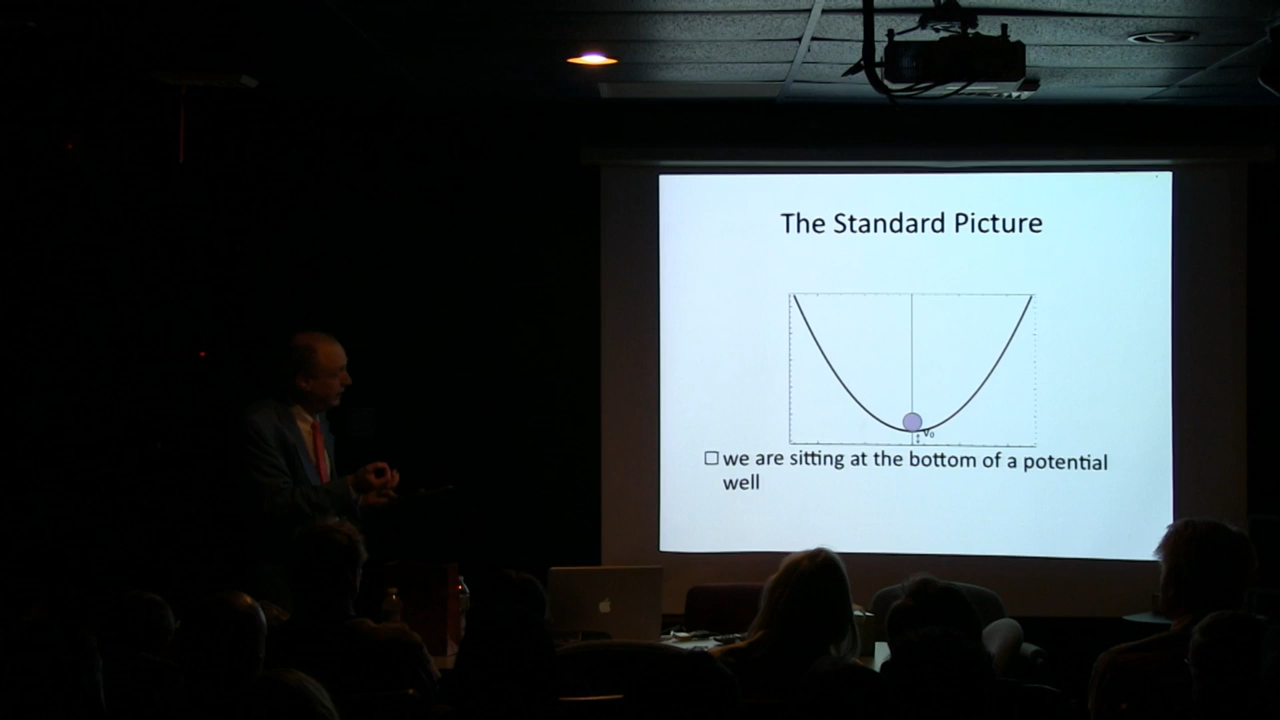 The Standard Picture
V₀
we are sitting at the bottom of a potential
well